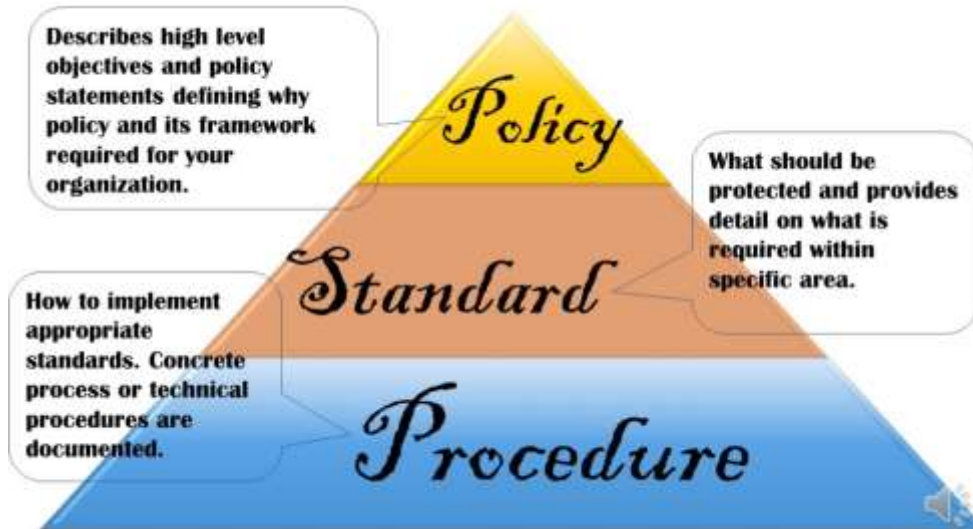 Describes high level
objectives and policy
statements defining why
policy and its framework
required for your
organization.
Policy
What should be
protected and provides
detail on what is
required within
specific area.
Standard
How to implement
appropriate
standards. Concrete
process or technical
procedures are
documented.
Procedure